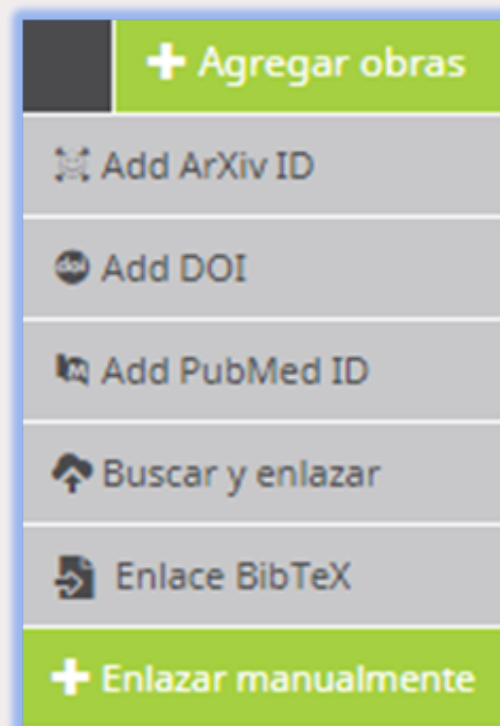 Agregar obras
Add ArXiv ID
Add DOI
Add PubMed ID
Buscar y enlazar
Enlace BibTeX
Enlazar manualmente